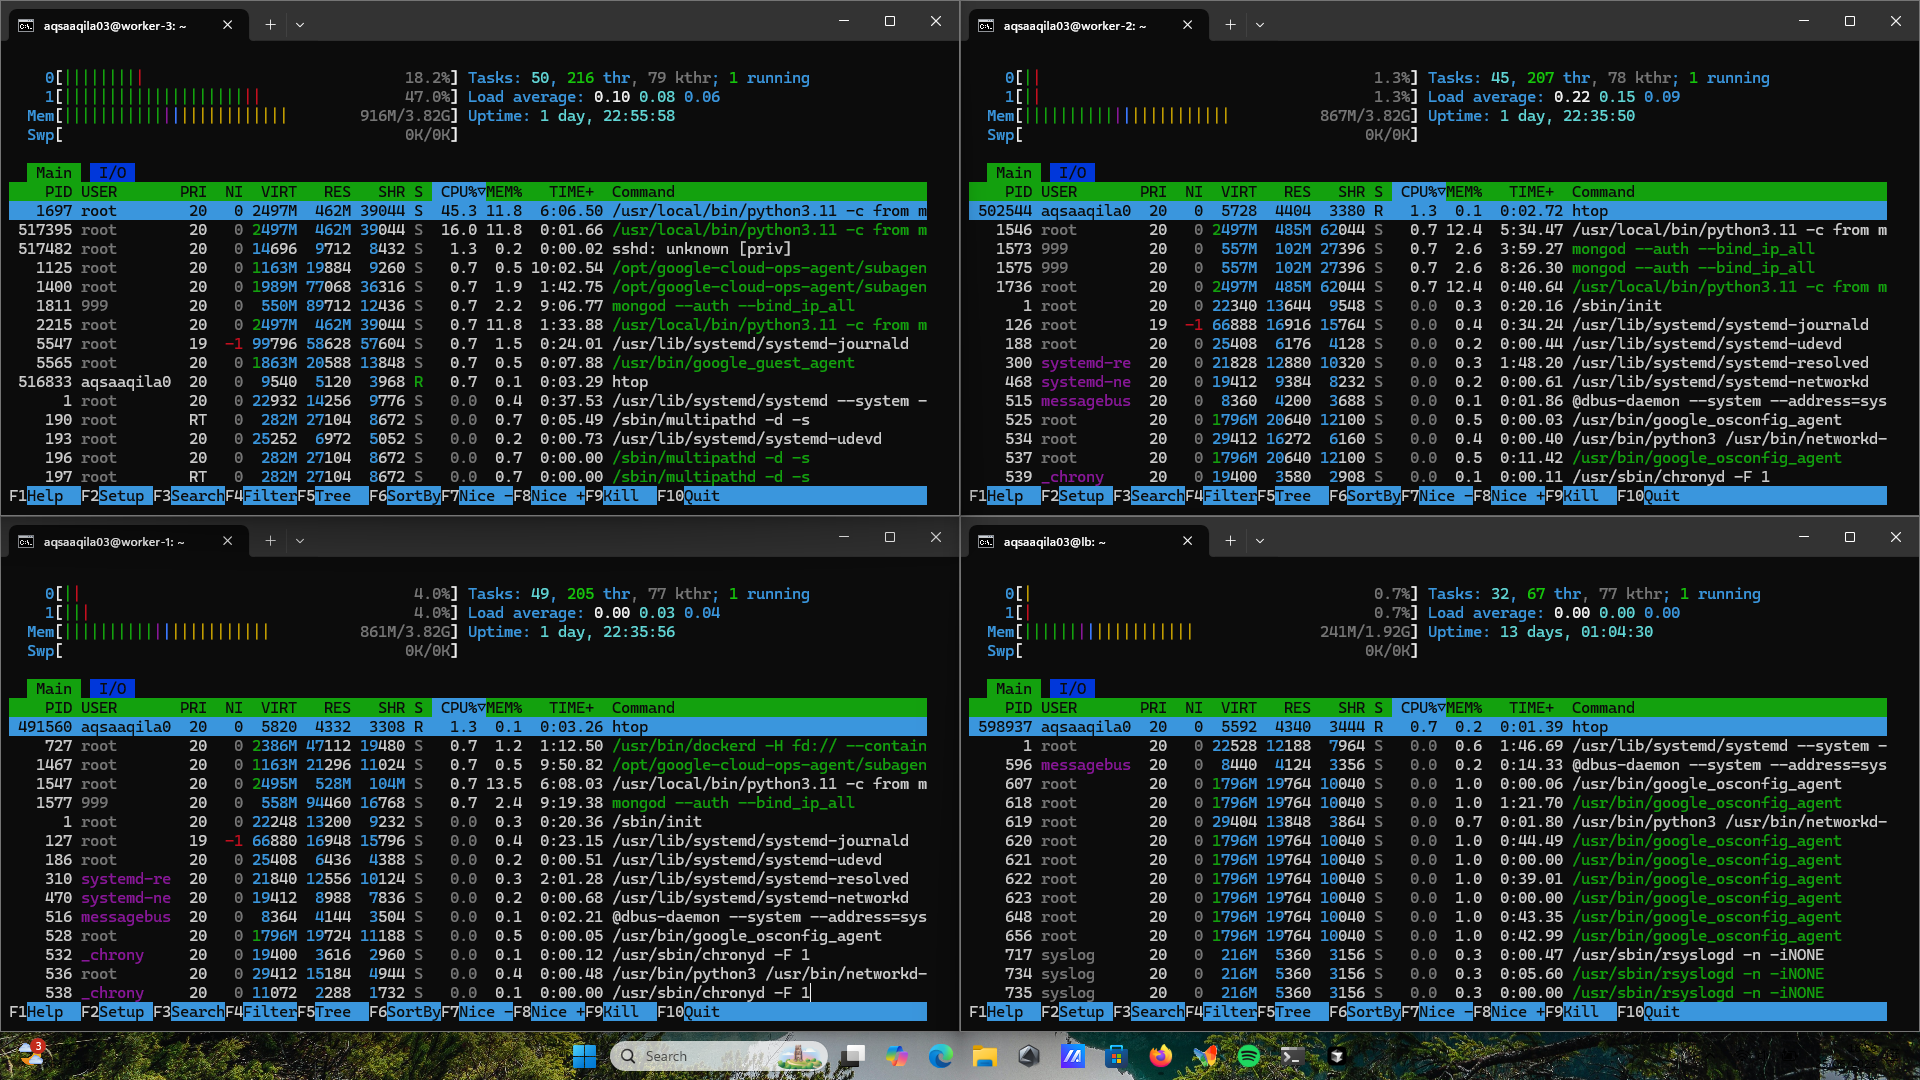 aqsaaqila03@worker-3: ~
0[||||||||| 18.2%] Tasks: 50, 216 thr, 79 kthr; 1 running
1[|||||||||||||||||||||| 47.0%] Load average: 0.10 0.08 0.06
Mem[||||||||||||||||||||||||| 916M/3.82G] Uptime: 1 day, 22:55:58
Swp[ 0K/0K]
Main I/O
PID USER PRI NI VIRT RES SHR S CPU%▽MEM% TIME+ Command
1697 root 20 0 2497M 462M 39044 S 45.3 11.8 6:06.50 /usr/local/bin/python3.11 -c from m
517395 root 20 0 2497M 462M 39044 S 16.0 11.8 0:01.66 /usr/local/bin/python3.11 -c from m
517482 root 20 0 14696 9712 8432 S 1.3 0.2 0:00.02 sshd: unknown [priv]
1125 root 20 0 1163M 19884 9260 S 0.7 0.5 10:02.54 /opt/google-cloud-ops-agent/subagen
1400 root 20 0 1989M 77068 36316 S 0.7 1.9 1:42.75 /opt/google-cloud-ops-agent/subagen
1811 999 20 0 550M 89712 12436 S 0.7 2.2 9:06.77 mongod --auth --bind_ip_all
2215 root 20 0 2497M 462M 39044 S 0.7 11.8 1:33.88 /usr/local/bin/python3.11 -c from m
5547 root 19 -1 99796 58628 57604 S 0.7 1.5 0:24.01 /usr/lib/systemd/systemd-journald
5565 root 20 0 1863M 20588 13848 S 0.7 0.5 0:07.88 /usr/bin/google_guest_agent
516833 aqsaaqila0 20 0 9540 5120 3968 R 0.7 0.1 0:03.29 htop
1 root 20 0 22932 14256 9776 S 0.0 0.4 0:37.53 /usr/lib/systemd/systemd --system -
190 root RT 0 282M 27104 8672 S 0.0 0.7 0:05.49 /sbin/multipathd -d -s
193 root 20 0 25252 6972 5052 S 0.0 0.2 0:00.73 /usr/lib/systemd/systemd-udevd
196 root 20 0 282M 27104 8672 S 0.0 0.7 0:00.00 /sbin/multipathd -d -s
197 root RT 0 282M 27104 8672 S 0.0 0.7 0:00.00 /sbin/multipathd -d -s
F1Help F2Setup F3SearchF4FilterF5Tree F6SortByF7Nice -F8Nice +F9Kill F10Quit
aqsaaqila03@worker-2: ~
0[|| 1.3%] Tasks: 45, 207 thr, 78 kthr; 1 running
1[|| 1.3%] Load average: 0.22 0.15 0.09
Mem[||||||||||||||||||||||| 867M/3.82G] Uptime: 1 day, 22:35:50
Swp[ 0K/0K]
Main I/O
PID USER PRI NI VIRT RES SHR S CPU%▽MEM% TIME+ Command
502544 aqsaaqila0 20 0 5728 4404 3380 R 1.3 0.1 0:02.72 htop
1546 root 20 0 2497M 485M 62044 S 0.7 12.4 5:34.47 /usr/local/bin/python3.11 -c from m
1573 999 20 0 557M 102M 27396 S 0.7 2.6 3:59.27 mongod --auth --bind_ip_all
1575 999 20 0 557M 102M 27396 S 0.7 2.6 8:26.30 mongod --auth --bind_ip_all
1736 root 20 0 2497M 485M 62044 S 0.7 12.4 0:40.64 /usr/local/bin/python3.11 -c from m
1 root 20 0 22340 13644 9548 S 0.0 0.3 0:20.16 /sbin/init
126 root 19 -1 66888 16916 15764 S 0.0 0.4 0:34.24 /usr/lib/systemd/systemd-journald
188 root 20 0 25408 6176 4128 S 0.0 0.2 0:00.44 /usr/lib/systemd/systemd-udevd
300 systemd-re 20 0 21828 12880 10320 S 0.0 0.3 1:48.20 /usr/lib/systemd/systemd-resolved
468 systemd-ne 20 0 19412 9384 8232 S 0.0 0.2 0:00.61 /usr/lib/systemd/systemd-networkd
515 messagebus 20 0 8360 4200 3688 S 0.0 0.1 0:01.86 @dbus-daemon --system --address=sys
525 root 20 0 1796M 20640 12100 S 0.0 0.5 0:00.03 /usr/bin/google_osconfig_agent
534 root 20 0 29412 16272 6160 S 0.0 0.4 0:00.40 /usr/bin/python3 /usr/bin/networkd-
537 root 20 0 1796M 20640 12100 S 0.0 0.5 0:11.42 /usr/bin/google_osconfig_agent
539 _chrony 20 0 19400 3580 2908 S 0.0 0.1 0:00.11 /usr/sbin/chronyd -F 1
F1Help F2Setup F3SearchF4FilterF5Tree F6SortByF7Nice -F8Nice +F9Kill F10Quit
aqsaaqila03@worker-1: ~
0[|| 4.0%] Tasks: 49, 205 thr, 77 kthr; 1 running
1[||| 4.0%] Load average: 0.00 0.03 0.04
Mem[||||||||||||||||||||||| 861M/3.82G] Uptime: 1 day, 22:35:56
Swp[ 0K/0K]
Main I/O
PID USER PRI NI VIRT RES SHR S CPU%▽MEM% TIME+ Command
491560 aqsaaqila0 20 0 5820 4332 3308 R 1.3 0.1 0:03.26 htop
727 root 20 0 2386M 47112 19480 S 0.7 1.2 1:12.50 /usr/bin/dockerd -H fd:// --contain
1467 root 20 0 1163M 21296 11024 S 0.7 0.5 9:50.82 /opt/google-cloud-ops-agent/subagen
1547 root 20 0 2495M 528M 104M S 0.7 13.5 6:08.03 /usr/local/bin/python3.11 -c from m
1577 999 20 0 558M 94460 16768 S 0.7 2.4 9:19.38 mongod --auth --bind_ip_all
1 root 20 0 22248 13200 9232 S 0.0 0.3 0:20.36 /sbin/init
127 root 19 -1 66880 16948 15796 S 0.0 0.4 0:23.15 /usr/lib/systemd/systemd-journald
186 root 20 0 25408 6436 4388 S 0.0 0.2 0:00.51 /usr/lib/systemd/systemd-udevd
310 systemd-re 20 0 21840 12556 10124 S 0.0 0.3 2:01.28 /usr/lib/systemd/systemd-resolved
470 systemd-ne 20 0 19412 8988 7836 S 0.0 0.2 0:00.68 /usr/lib/systemd/systemd-networkd
516 messagebus 20 0 8364 4144 3504 S 0.0 0.1 0:02.21 @dbus-daemon --system --address=sys
528 root 20 0 1796M 19724 11188 S 0.0 0.5 0:00.05 /usr/bin/google_osconfig_agent
532 _chrony 20 0 19400 3616 2960 S 0.0 0.1 0:00.12 /usr/sbin/chronyd -F 1
536 root 20 0 29412 15184 4944 S 0.0 0.4 0:00.48 /usr/bin/python3 /usr/bin/networkd-
538 _chrony 20 0 11072 2288 1732 S 0.0 0.1 0:00.00 /usr/sbin/chronyd -F 1
F1Help F2Setup F3SearchF4FilterF5Tree F6SortByF7Nice -F8Nice +F9Kill F10Quit
aqsaaqila03@lb: ~
0[| 0.7%] Tasks: 32, 67 thr, 77 kthr; 1 running
1[| 0.7%] Load average: 0.00 0.00 0.00
Mem[||||||||||||||||||| 241M/1.92G] Uptime: 13 days, 01:04:30
Swp[ 0K/0K]
Main I/O
PID USER PRI NI VIRT RES SHR S CPU%▽MEM% TIME+ Command
598937 aqsaaqila0 20 0 5592 4340 3444 R 0.7 0.2 0:01.39 htop
1 root 20 0 22528 12188 7964 S 0.0 0.6 1:46.69 /usr/lib/systemd/systemd --system -
596 messagebus 20 0 8440 4124 3356 S 0.0 0.2 0:14.33 @dbus-daemon --system --address=sys
607 root 20 0 1796M 19764 10040 S 0.0 1.0 0:00.06 /usr/bin/google_osconfig_agent
618 root 20 0 1796M 19764 10040 S 0.0 1.0 1:21.70 /usr/bin/google_osconfig_agent
619 root 20 0 29404 13848 3864 S 0.0 0.7 0:01.80 /usr/bin/python3 /usr/bin/networkd-
620 root 20 0 1796M 19764 10040 S 0.0 1.0 0:44.49 /usr/bin/google_osconfig_agent
621 root 20 0 1796M 19764 10040 S 0.0 1.0 0:00.00 /usr/bin/google_osconfig_agent
622 root 20 0 1796M 19764 10040 S 0.0 1.0 0:39.01 /usr/bin/google_osconfig_agent
623 root 20 0 1796M 19764 10040 S 0.0 1.0 0:00.00 /usr/bin/google_osconfig_agent
648 root 20 0 1796M 19764 10040 S 0.0 1.0 0:43.35 /usr/bin/google_osconfig_agent
656 root 20 0 1796M 19764 10040 S 0.0 1.0 0:42.99 /usr/bin/google_osconfig_agent
717 syslog 20 0 216M 5360 3156 S 0.0 0.3 0:00.47 /usr/sbin/rsyslogd -n -iNONE
734 syslog 20 0 216M 5360 3156 S 0.0 0.3 0:05.60 /usr/sbin/rsyslogd -n -iNONE
735 syslog 20 0 216M 5360 3156 S 0.0 0.3 0:00.00 /usr/sbin/rsyslogd -n -iNONE
F1Help F2Setup F3SearchF4FilterF5Tree F6SortByF7Nice -F8Nice +F9Kill F10Quit
3
Search